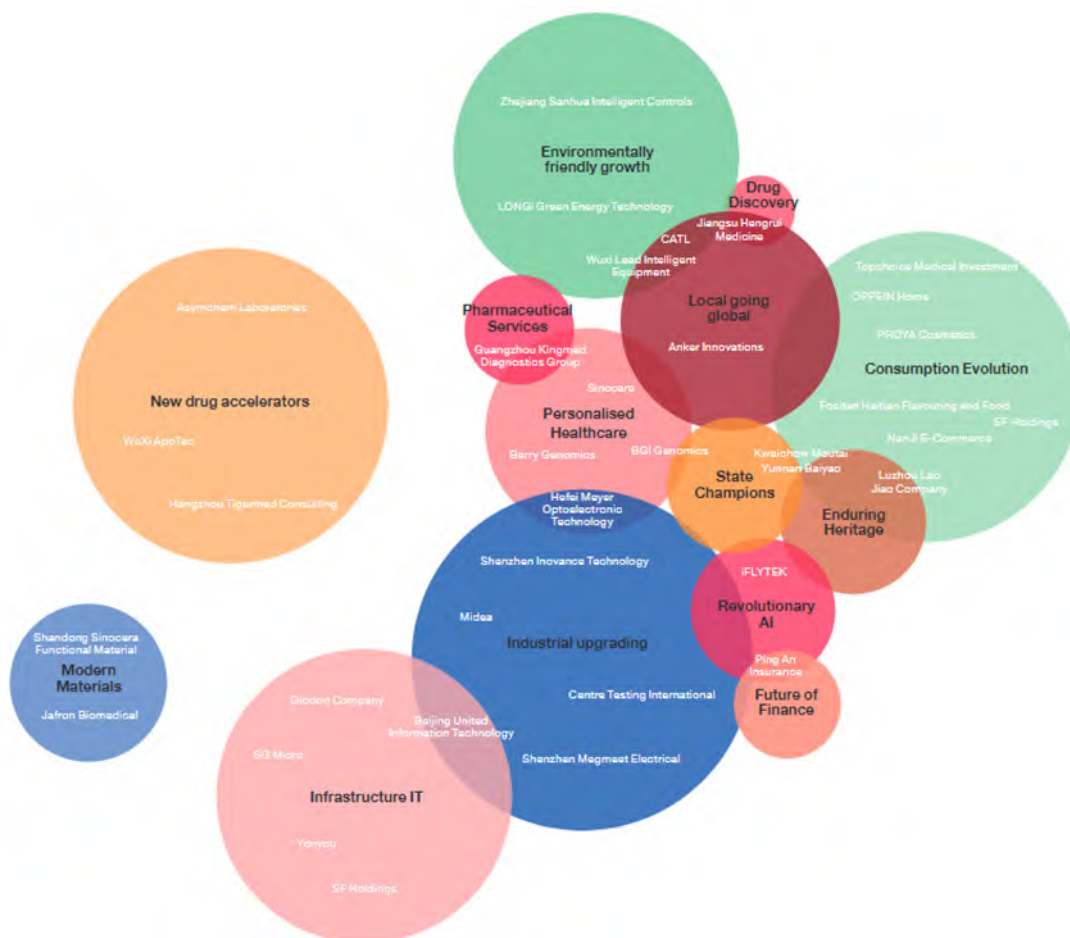 Zhejiang Sanhua Intelligent Controls
Environmentally
friendly growth
LONGi Green Energy Technology
Drug
Discovery
Jiangsu Hengrui
Medicine
CATL
Wuxi Lead Intelligent
Equipment
Local going
global
Anker Innovations
Topchoice Medical Investment
OPPEIN Home
PROYA Cosmetics
Consumption Evolution
Foshan Haitian Flavouring and Food
SF Holdings
NanJi E-Commerce
Kweichow Moutai
Yunnan Baiyao
Luzhou Lao
Jiao Company
Asymchem Laboratories
New drug accelerators
WuXi AppTec
Hangzhou Tigermed Consulting
Pharmaceutical
Services
Guangzhou Kingmed
Diagnostics Group
Sinocare
Personalised
Healthcare
Berry Genomics
BGI Genomics
State
Champions
Enduring
Heritage
Hefei Meyer
Optoelectronic
Technology
Shenzhen Inovance Technology
Midea
Industrial upgrading
Centre Testing International
Shenzhen Megmeet Electrical
iFLYTEK
Revolutionary
AI
Ping An
Insurance
Future of
Finance
Shandong Sinocera
Functional Material
Modern
Materials
Jafron Biomedical
Glodon Company
Beijing United
Information Technology
SG Micro
Infrastructure IT
Yonyou
SF Holdings